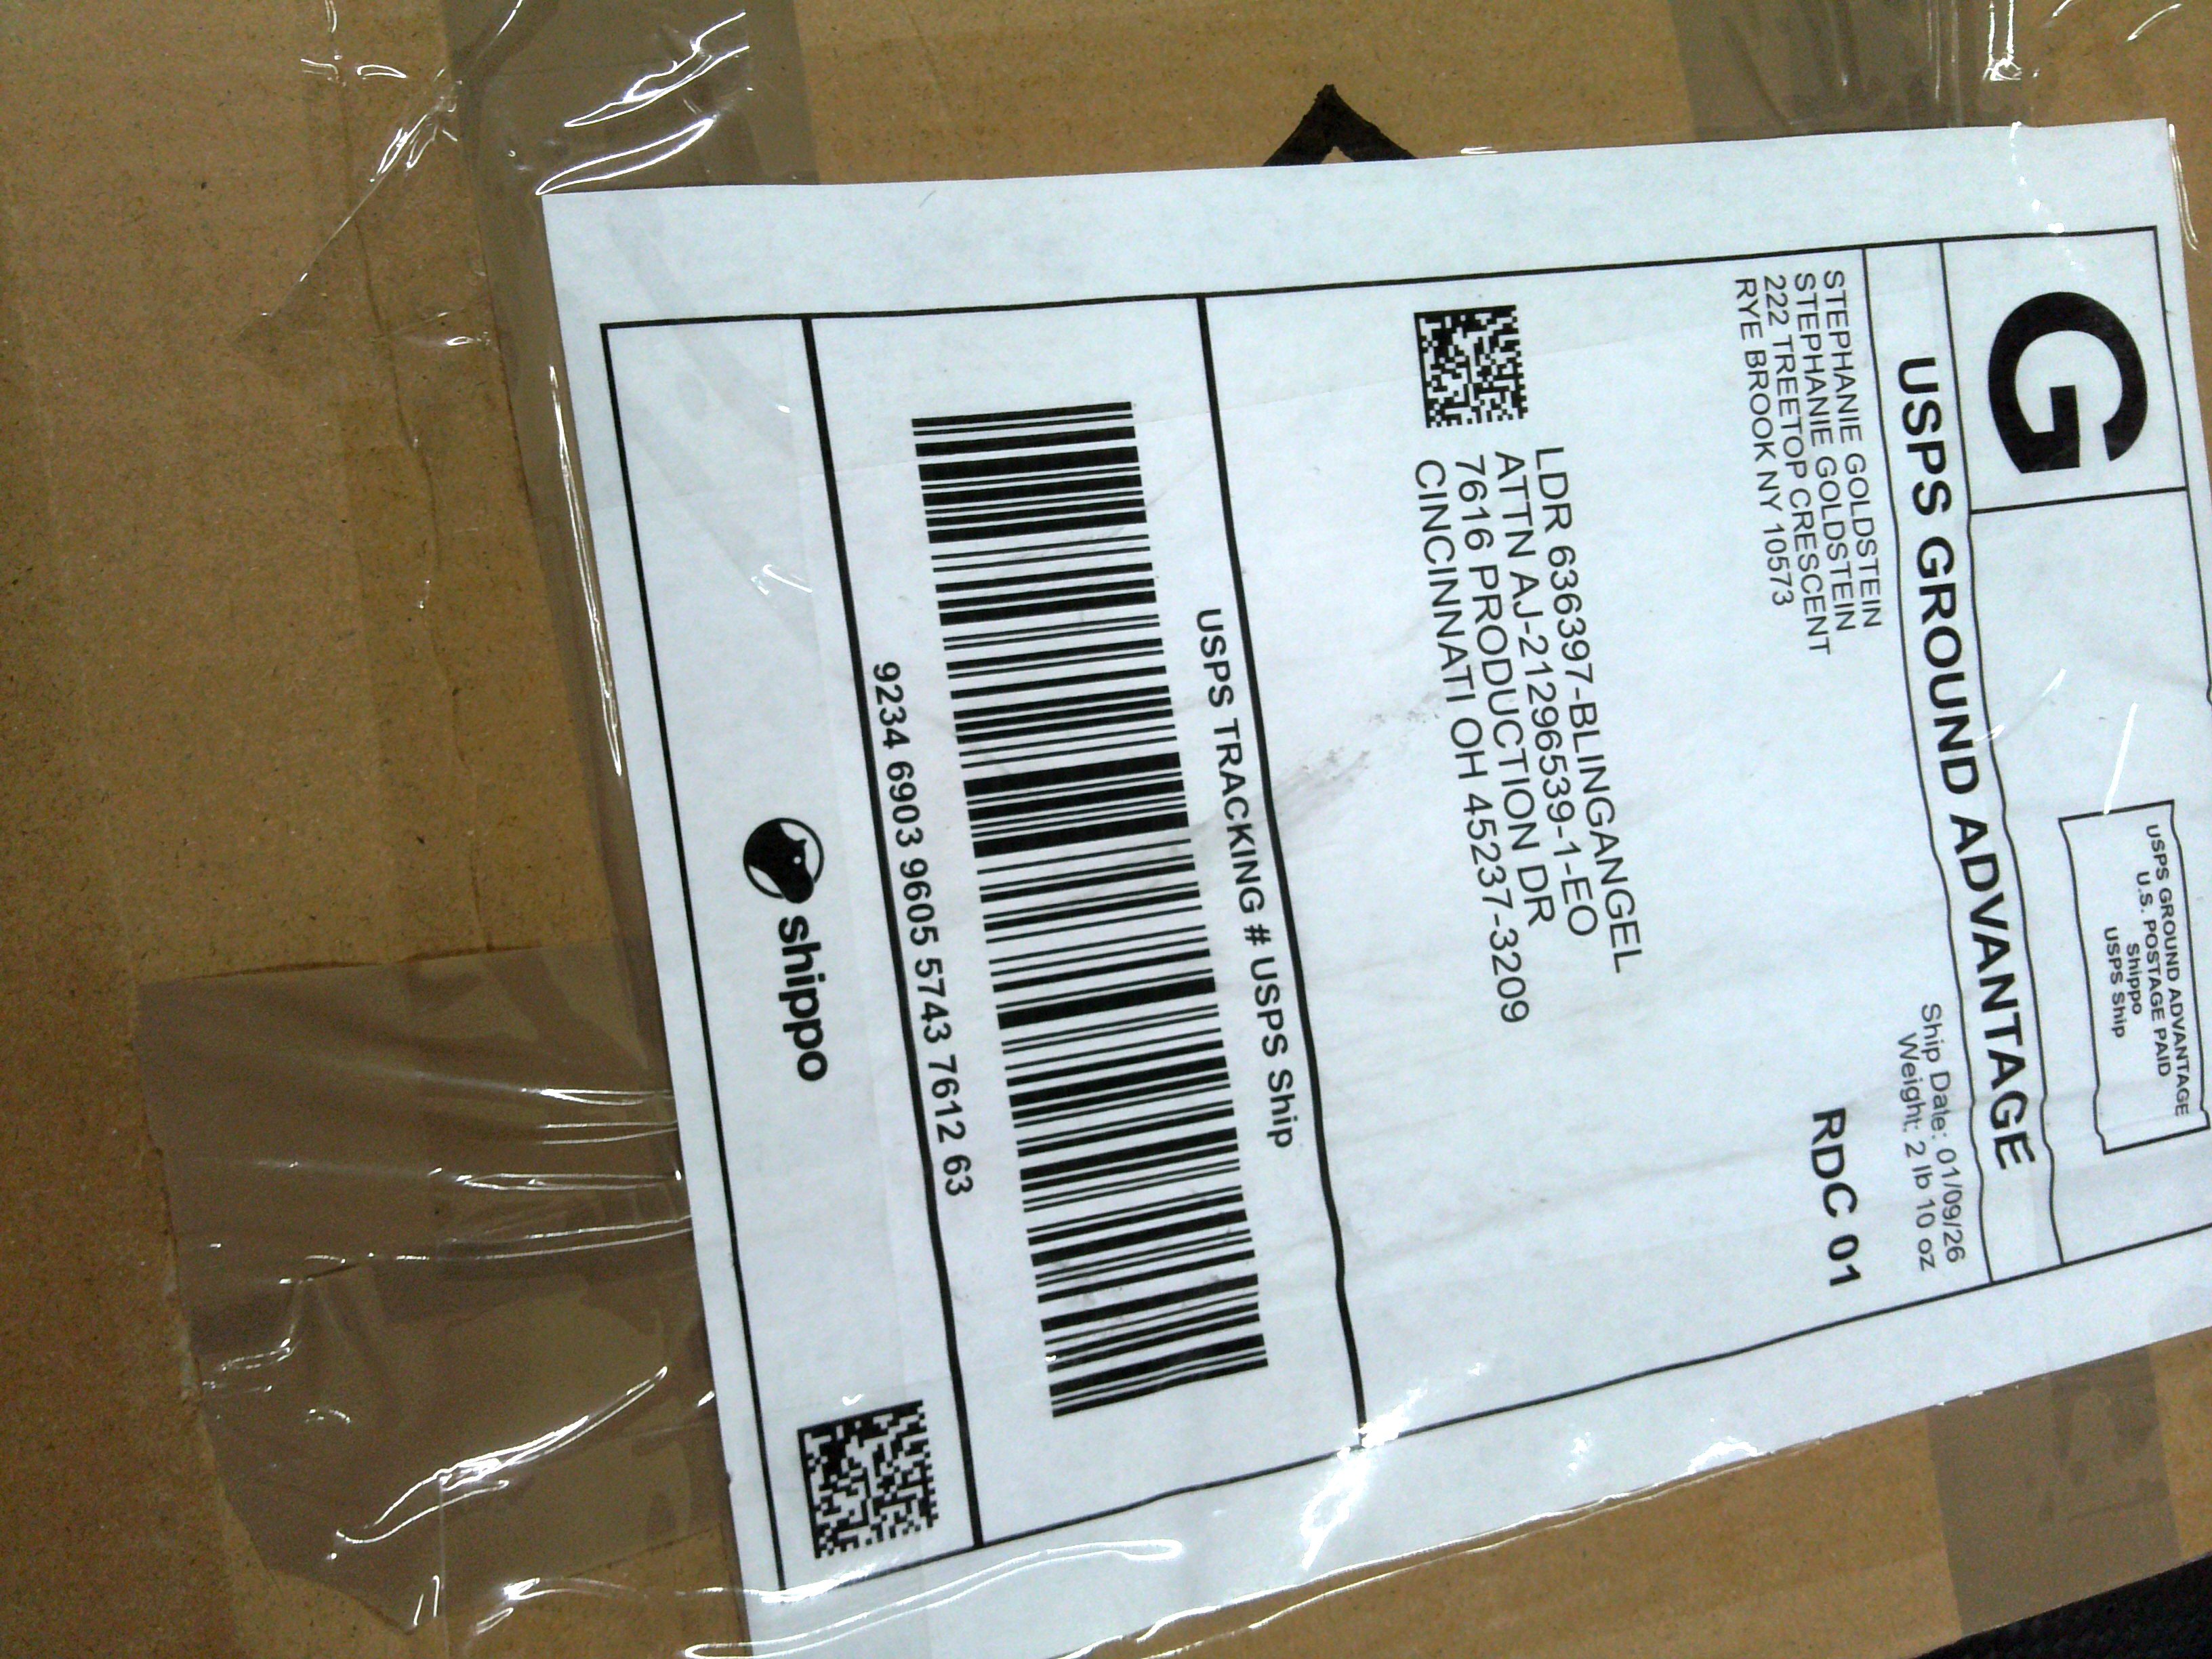 G
USPS GROUND ADVANTAGE
U.S. POSTAGE PAID
Shippo
USPS Ship
USPS GROUND ADVANTAGE
STEPHANIE GOLDSTEIN
STEPHANIE GOLDSTEIN
222 TREETOP CRESCENT
RYE BROOK NY 10573
Ship Date: 01/09/26
Weight: 2 lb 10 oz
RDC 01
LDR 636397-BLINGANGEL
ATTN AJ-21296539-1-EO
7616 PRODUCTION DR
CINCINNATI OH 45237-3209
USPS TRACKING # USPS Ship
9234 6903 9605 5743 7612 63
shippo